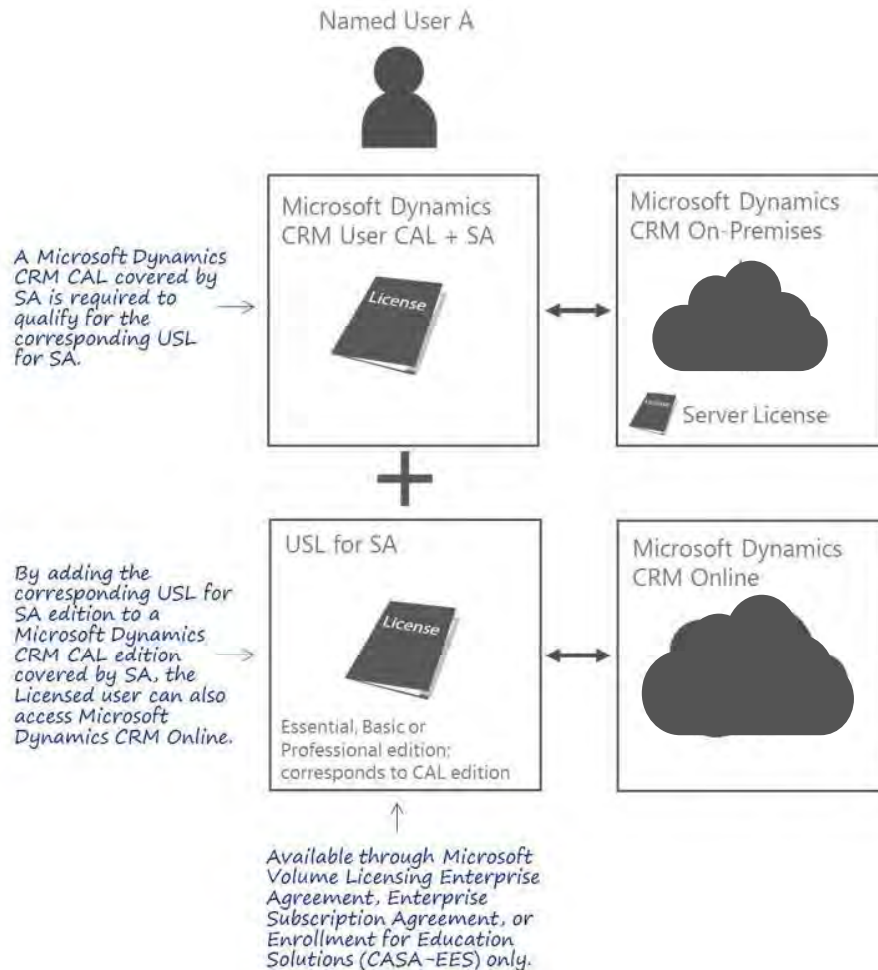 Named User A
Microsoft Dynamics
CRM User CAL + SA
License
Microsoft Dynamics
CRM On-Premises
Server License
A Microsoft Dynamics
CRM CAL covered by
SA is required to
qualify for the
corresponding USL
for SA.
USL for SA
License
Essential, Basic or
Professional edition;
corresponds to CAL edition
Microsoft Dynamics
CRM Online
By adding the
corresponding USL for
SA edition to a
Microsoft Dynamics
CRM CAL edition
covered by SA, the
Licensed user can also
access Microsoft
Dynamics CRM Online.
Available through Microsoft
Volume Licensing Enterprise
Agreement, Enterprise
Subscription Agreement, or
Enrollment for Education
Solutions (CASA-EES) only.